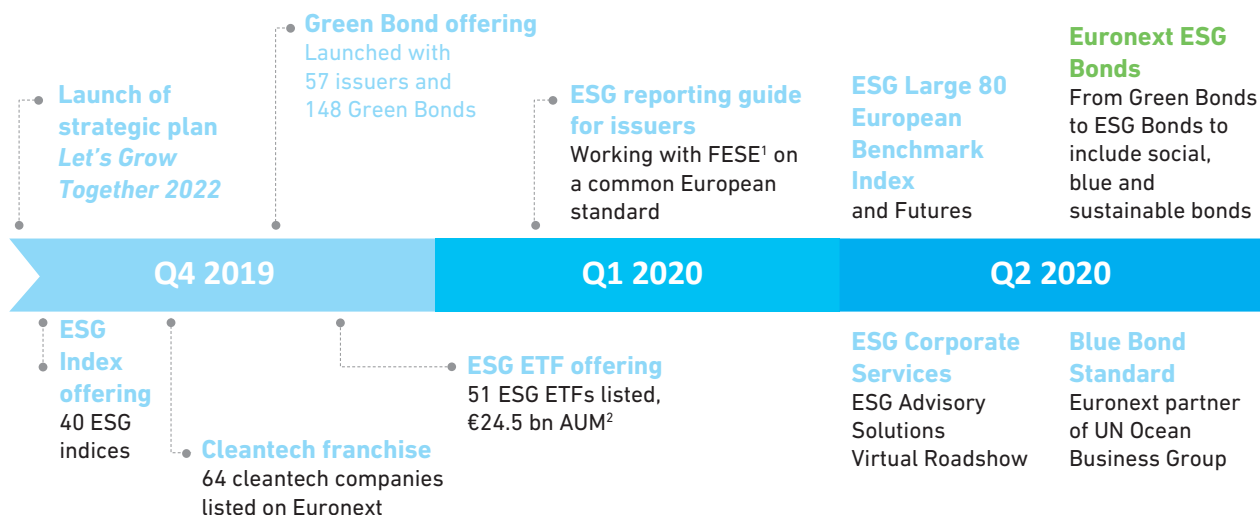 Green Bond offering
Launched with
57 issuers and
148 Green Bonds
Launch of
strategic plan
Let's Grow
Together 2022
ESG reporting guide
for issuers
Working with FESE¹ on
a common European
standard
ESG Large 80
European
Benchmark
Index
and Futures
Euronext ESG
Bonds
From Green Bonds
to ESG Bonds to
include social,
blue and
sustainable bonds
Q4 2019
Q1 2020
Q2 2020
ESG
Index
offering
40 ESG
indices
Cleantech franchise
64 cleantech companies
listed on Euronext
ESG ETF offering
51 ESG ETFs listed,
€24.5 bn AUM²
ESG Corporate
Services
ESG Advisory
Solutions
Virtual Roadshow
Blue Bond
Standard
Euronext partner
of UN Ocean
Business Group